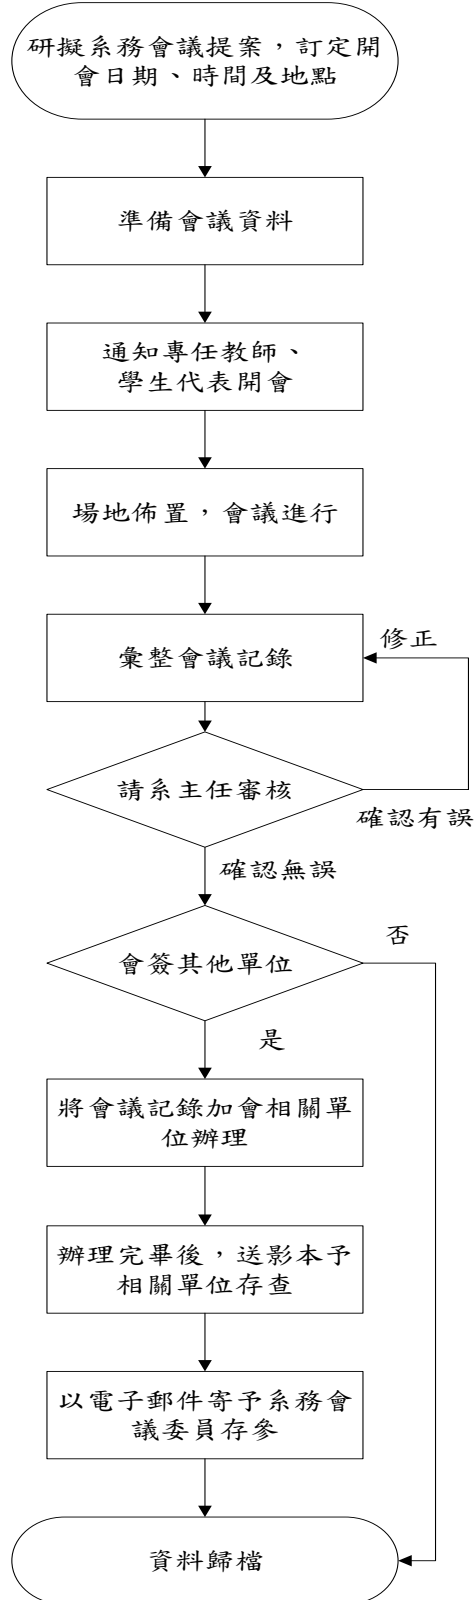 研擬系務會議提案，訂定開
會日期、時間及地點
準備會議資料
通知專任教師、
學生代表開會
場地佈置，會議進行
彙整會議記錄
修正
請系主任審核
確認有誤
確認無誤
會簽其他單位
否
是
將會議記錄加會相關單
位辦理
辦理完畢後，送影本予
相關單位存查
以電子郵件寄予系務會
議委員存參
資料歸檔